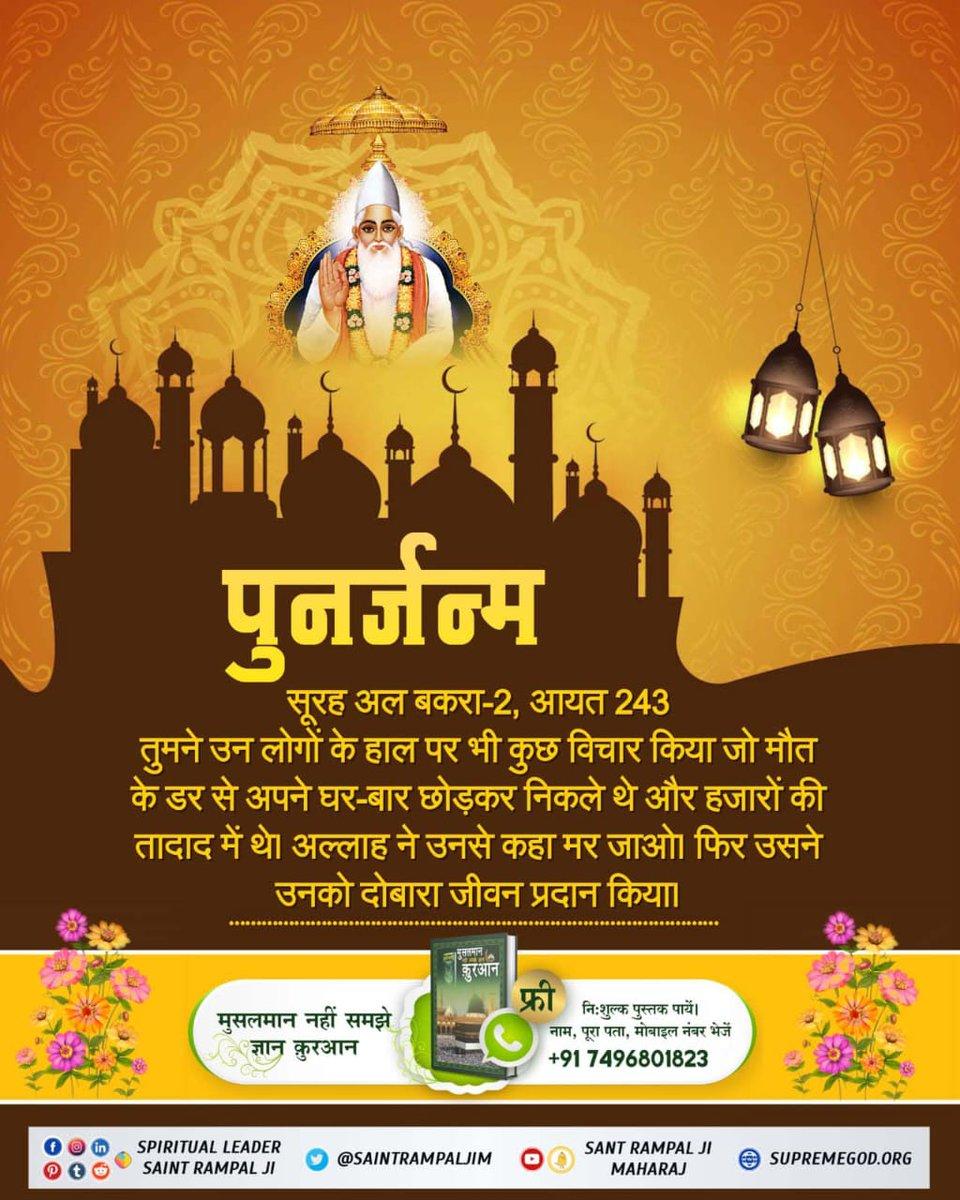 पुनर्जन्म
सूरह अल बकरा-2, आयत 243
तुमने उन लोगों के हाल पर भी कुछ विचार किया जो मौत
के डर से अपने घर-बार छोड़कर निकले थे और हजारों की
तादाद में थे। अल्लाह ने उनसे कहा मर जाओ। फिर उसने
उनको दोबारा जीवन प्रदान किया।
मुसलमान नहीं समझे
ज्ञान क़ुरआन
मुसलमान
क़ुरआन
फ्री
नि:शुल्क पुस्तक पायें।
नाम, पूरा पता, मोबाइल नंबर भेजें
+91 7496801823
SPIRITUAL LEADER
SAINT RAMPAL JI
@SAINTRAMPALJIM
SANT RAMPAL JI
MAHARAJ
SUPREMEGOD.ORG